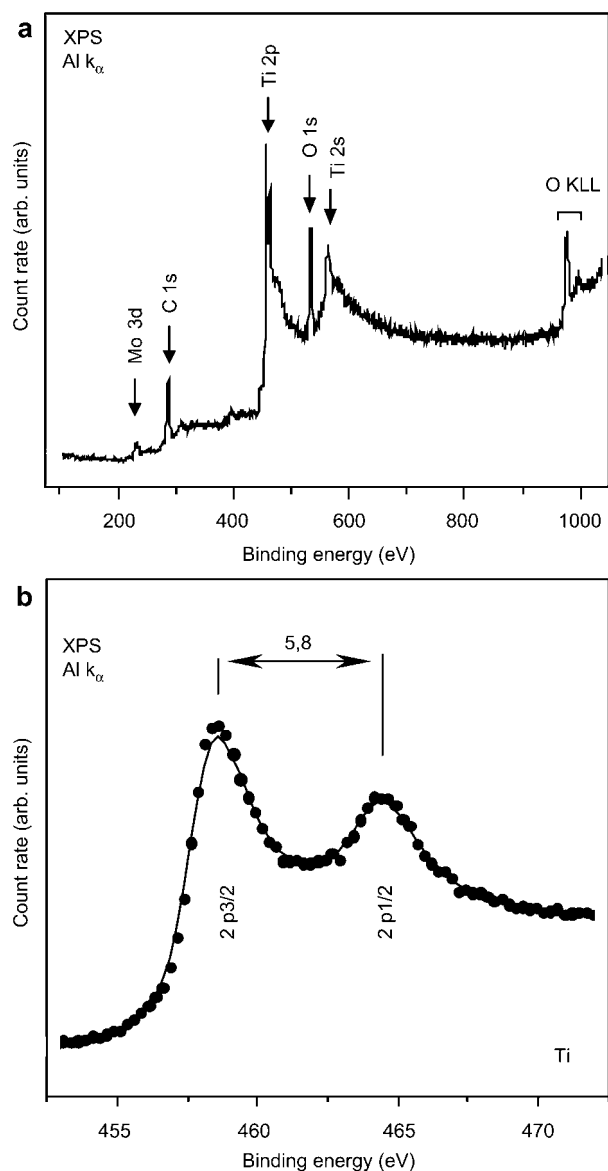 a
XPS
Al kα
Mo 3d
C 1s
Ti 2p
O 1s
Ti 2s
O KLL
Count rate (arb. units)
200 400 600 800 1000
Binding energy (eV)
b
XPS
Al kα
5,8
2 p3/2
2 p1/2
Ti
Count rate (arb. units)
455 460 465 470
Binding energy (eV)